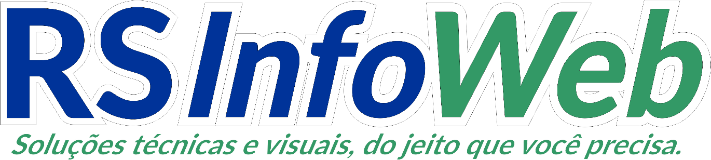 RS InfoWeb
Soluções técnicas e visuais, do jeito que você precisa.